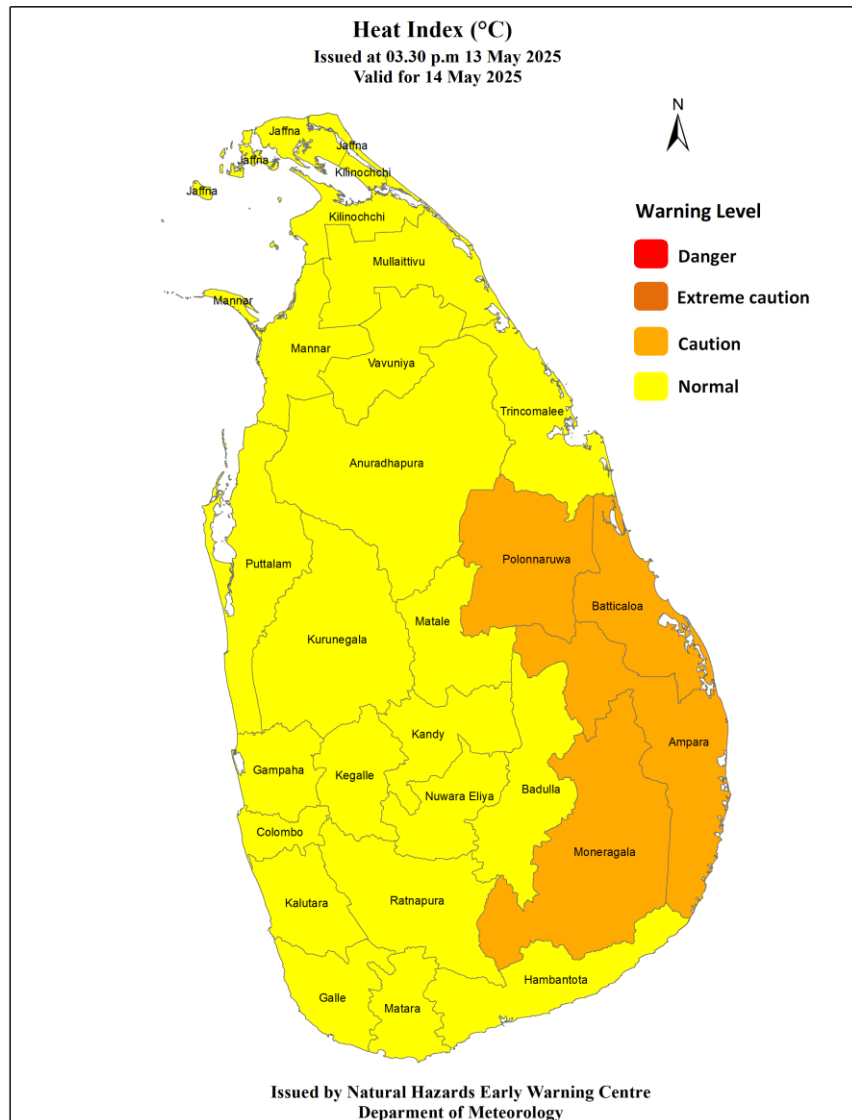 Heat Index (°C)
Issued at 03.30 p.m 13 May 2025
Valid for 14 May 2025
N
Jaffna
Jaffna
Jaffna
Kilinochchi
Jaffna
Kilinochchi
Warning Level
Mullaittivu
Danger
Mannar
Extreme caution
Mannar
Caution
Vavuniya
Normal
Trincomalee
Anuradhapura
Polonnaruwa
Puttalam
Batticaloa
Matale
Kurunegala
Kandy
Ampara
Gampaha
Kegalle
Badulla
Nuwara Eliya
Colombo
Moneragala
Ratnapura
Kalutara
Hambantota
Galle
Matara
Issued by Natural Hazards Early Warning Centre
Deparment of Meteorology